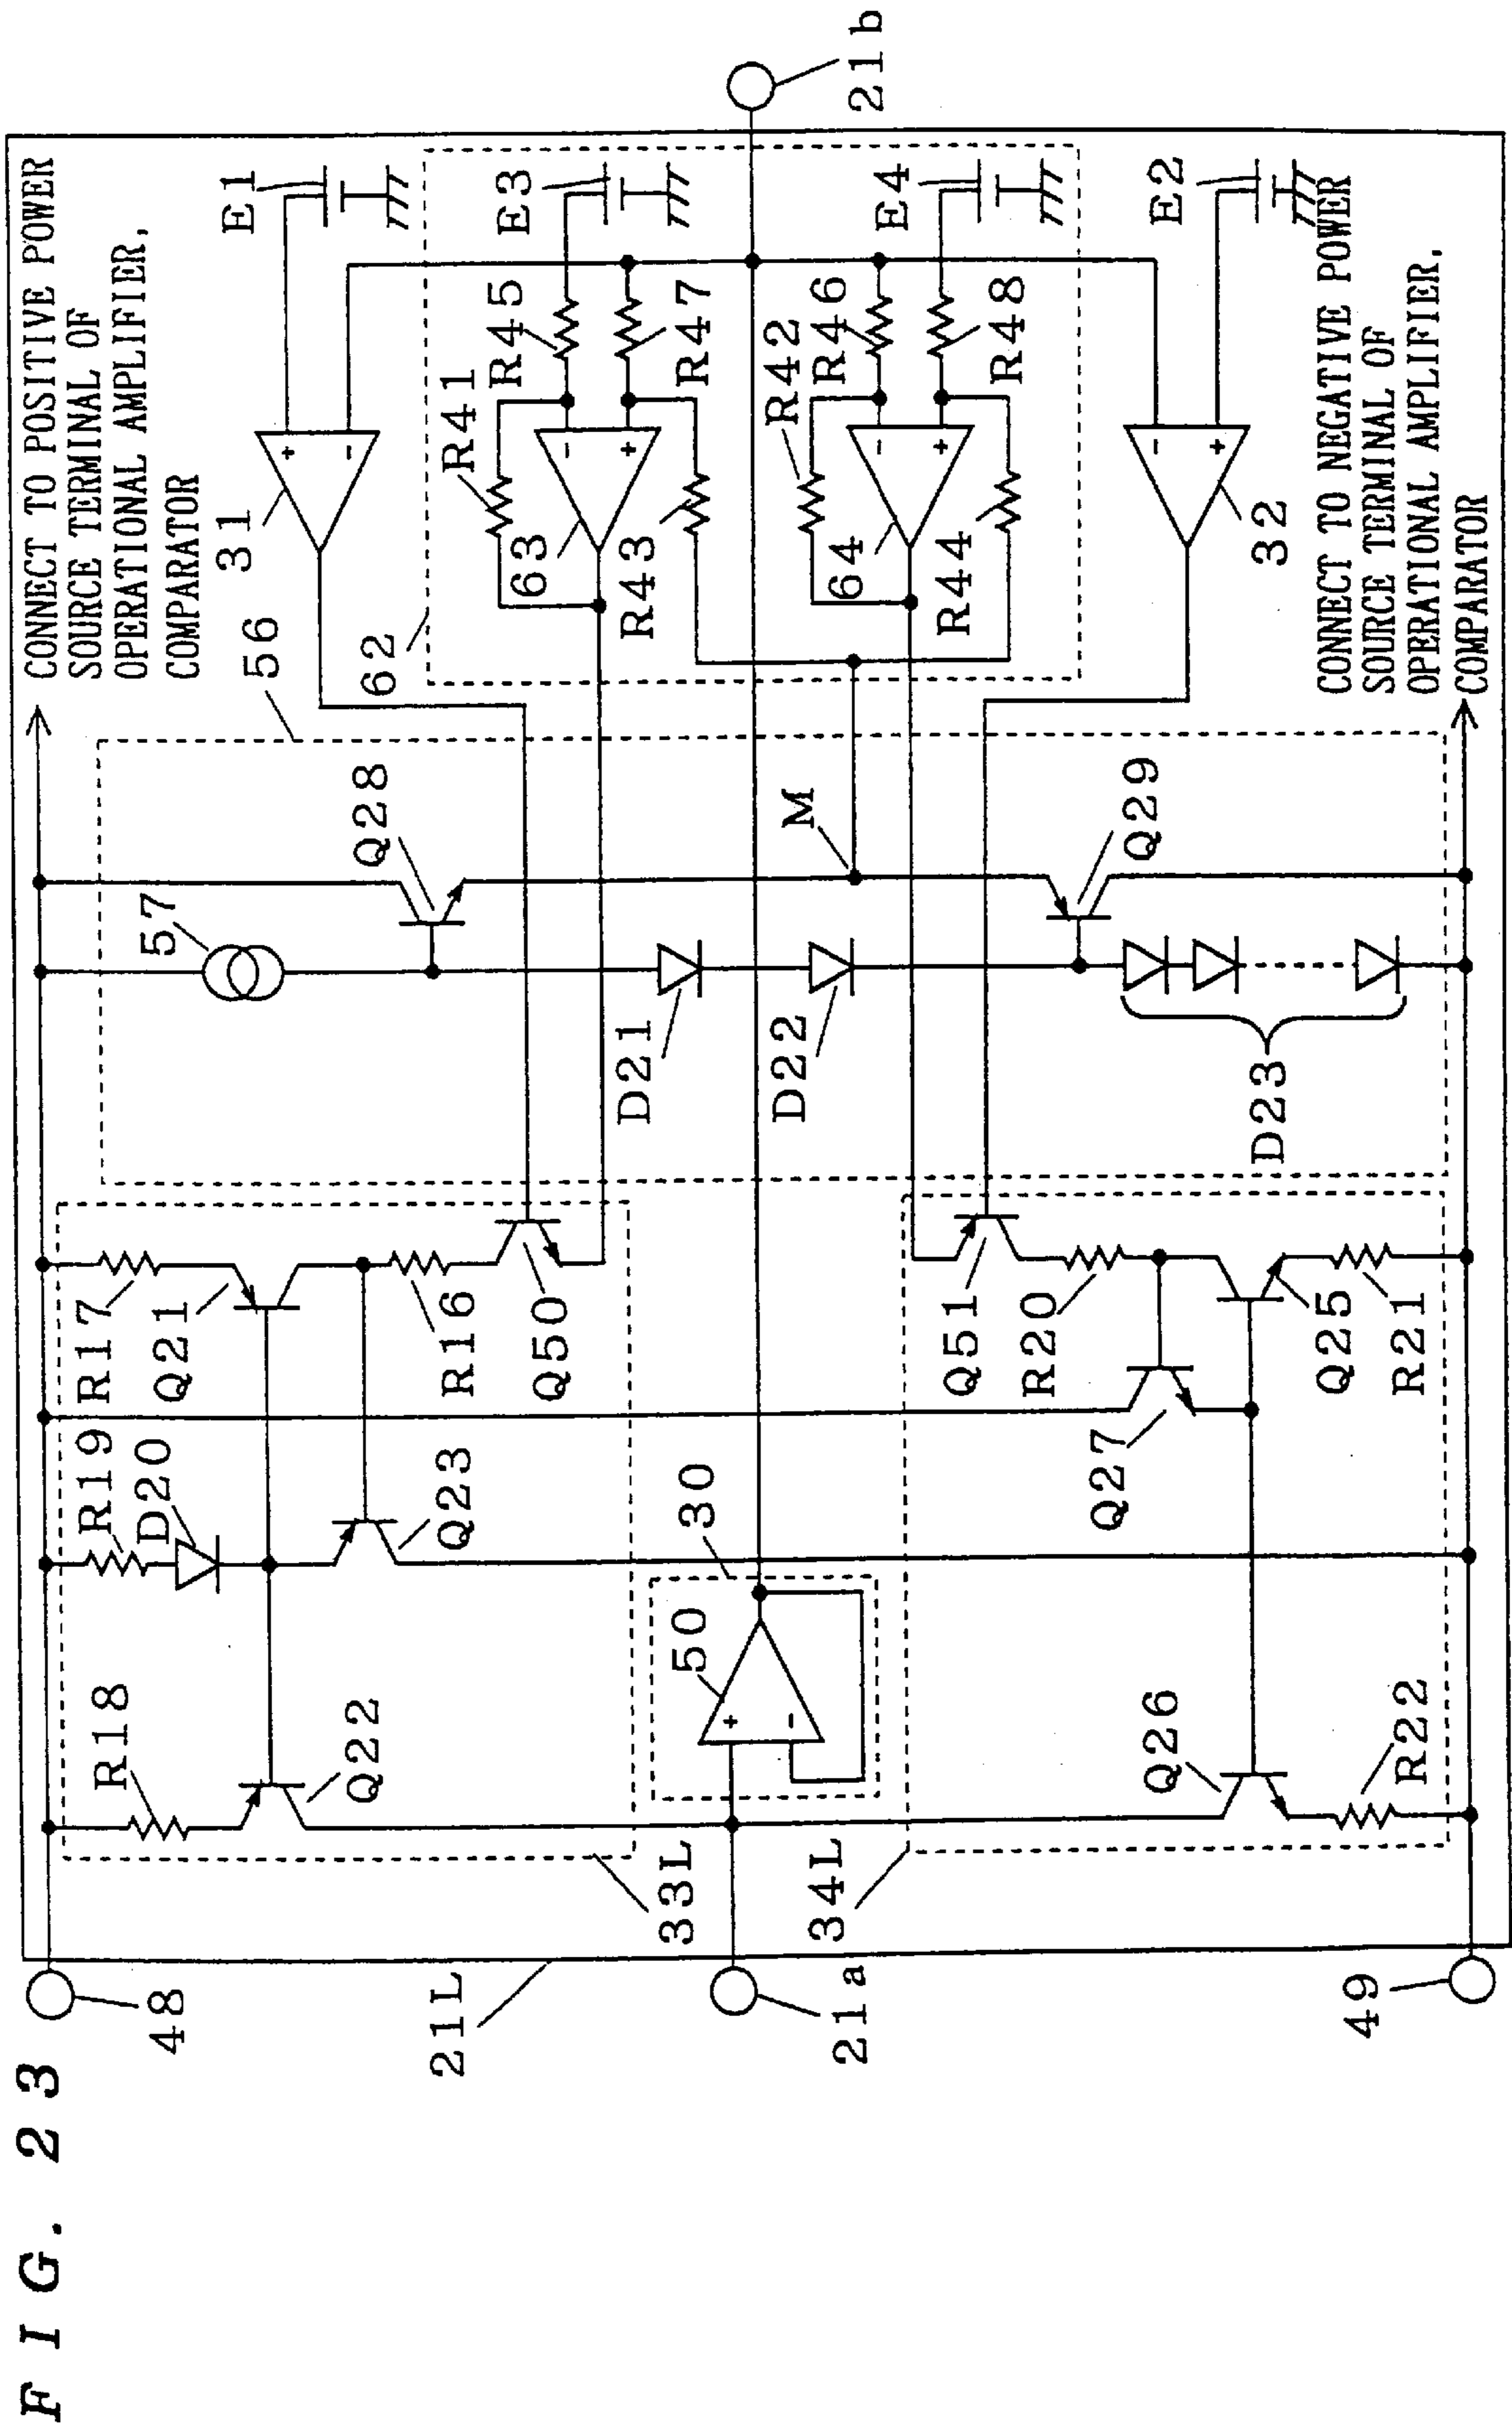 FIG. 23
CONNECT TO POSITIVE POWER
SOURCE TERMINAL OF
OPERATIONAL AMPLIFIER,
COMPARATOR
48
R18
R19
D20
R17
Q21
Q22
Q23
R16
Q50
33L
57
Q28
56
62
31
E1
R41
R45
E3
63
R43
R47
21L
21a
50
30
D21
D22
M
21b
34L
Q51
R20
Q27
Q26
R22
Q25
R21
D23
Q29
64
R42
R46
R44
R48
E4
32
E2
49
CONNECT TO NEGATIVE POWER
SOURCE TERMINAL OF
OPERATIONAL AMPLIFIER,
COMPARATOR
+
-
-
+
+
-
-
+
-
+